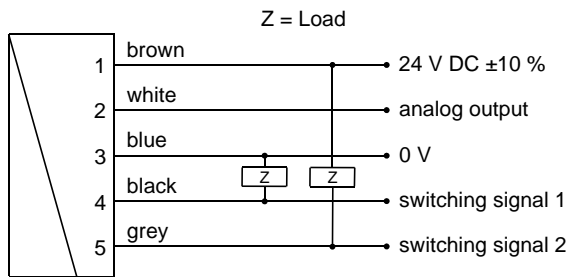 Z = Load
1 brown 24 V DC ±10 %
2 white analog output
3 blue 0 V
Z Z
4 black switching signal 1
5 grey switching signal 2